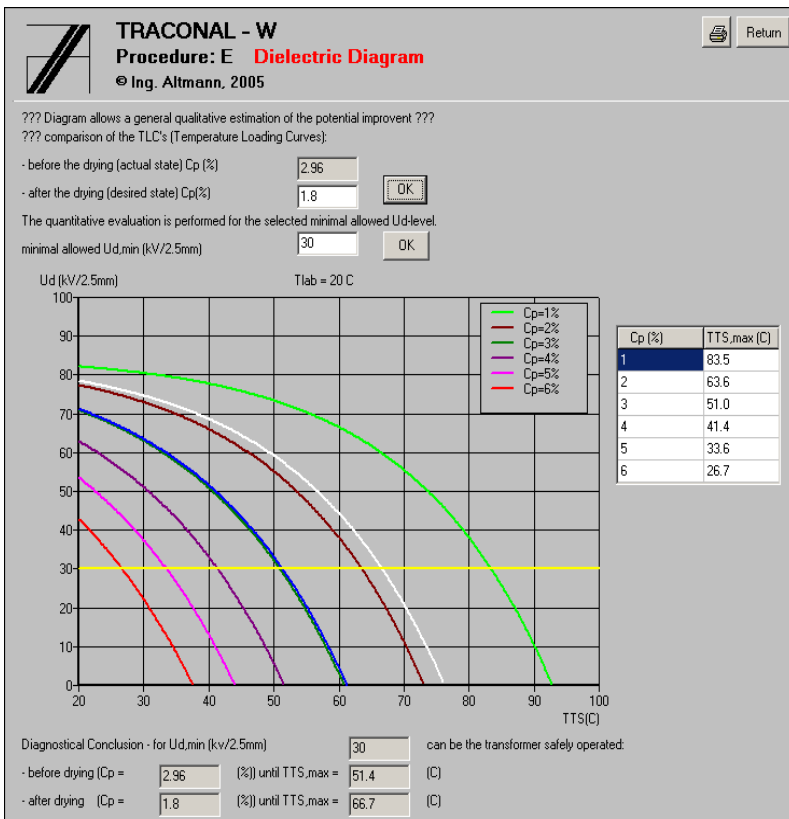 TRACONAL - W
Procedure: E Dielectric Diagram
© Ing. Altmann, 2005
Return
??? Diagram allows a general qualitative estimation of the potential improvent ???
??? comparison of the TLC's (Temperature Loading Curves):
- before the drying (actual state) Cp (%) 2.96
- after the drying (desired state) Cp(%) 1.8 OK
The quantitative evaluation is performed for the selected minimal allowed Ud-level.
minimal allowed Ud,min (kV/2.5mm) 30 OK
Ud (kV/2.5mm) Tlab = 20 C
100
90
80
70
60
50
40
30
20
10
0
20 30 40 50 60 70 80 90 100
TTS(C)
Cp=1%
Cp=2%
Cp=3%
Cp=4%
Cp=5%
Cp=6%
Cp (%) TTS,max (C)
1 83.5
2 63.6
3 51.0
4 41.4
5 33.6
6 26.7
Diagnostical Conclusion - for Ud,min (kv/2.5mm) 30 can be the transformer safely operated:
- before drying (Cp = 2.96 (%)) until TTS,max = 51.4 (C)
- after drying (Cp = 1.8 (%)) until TTS,max = 66.7 (C)